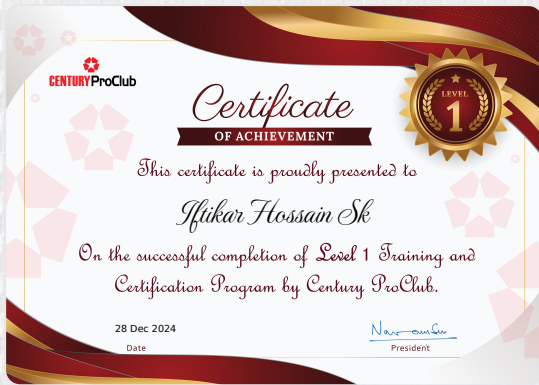 CENTURY ProClub
Certificate
OF ACHIEVEMENT
LEVEL
1
This certificate is proudly presented to
Iftikar Hossain Sk
On the successful completion of Level 1 Training and
Certification Program by Century ProClub.
28 Dec 2024
Date
President